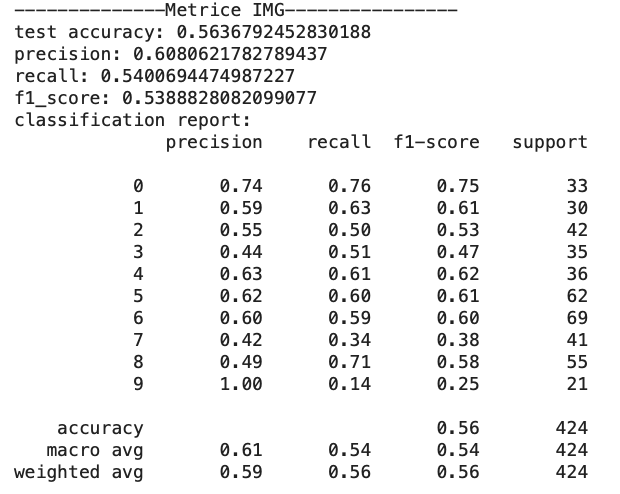 --------------Metrice IMG----------------
test accuracy: 0.5636792452830188
precision: 0.6080621782789437
recall: 0.5400694474987227
f1_score: 0.5388828082099077
classification report:
              precision    recall  f1-score   support

           0       0.74      0.76      0.75        33
           1       0.59      0.63      0.61        30
           2       0.55      0.50      0.53        42
           3       0.44      0.51      0.47        35
           4       0.63      0.61      0.62        36
           5       0.62      0.60      0.61        62
           6       0.60      0.59      0.60        69
           7       0.42      0.34      0.38        41
           8       0.49      0.71      0.58        55
           9       1.00      0.14      0.25        21

    accuracy                           0.56       424
   macro avg       0.61      0.54      0.54       424
weighted avg       0.59      0.56      0.56       424